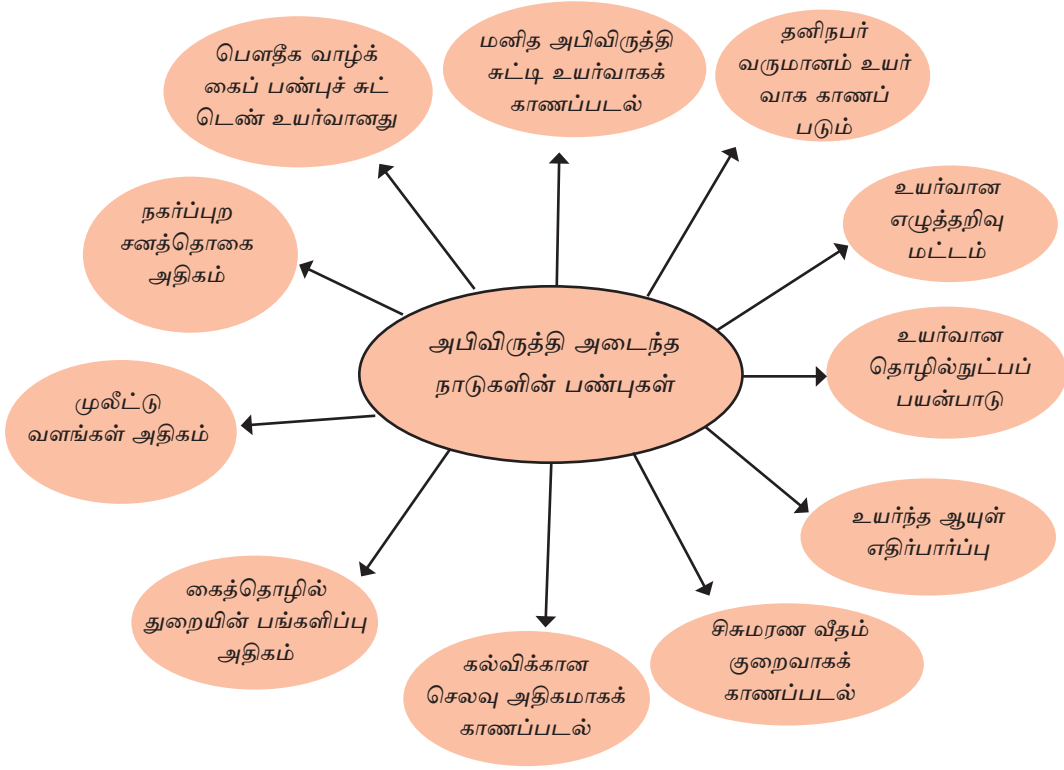 பௌதீக வாழ்க்
கைப் பண்புச் சுட்
டெண் உயர்வானது
மனித அபிவிருத்தி
சுட்டி உயர்வாகக்
காணப்படல்
தனிநபர்
வருமானம் உயர்
வாக காணப்
படும்
நகர்ப்புற
சனத்தொகை
அதிகம்
உயர்வான
எழுத்தறிவு
மட்டம்
அபிவிருத்தி அடைந்த
நாடுகளின் பண்புகள்
உயர்வான
தொழில்நுட்பப்
பயன்பாடு
முலீட்டு
வளங்கள் அதிகம்
உயர்ந்த ஆயுள்
எதிர்பார்ப்பு
கைத்தொழில்
துறையின் பங்களிப்பு
அதிகம்
கல்விக்கான
செலவு அதிகமாகக்
காணப்படல்
சிசுமரண வீதம்
குறைவாகக்
காணப்படல்